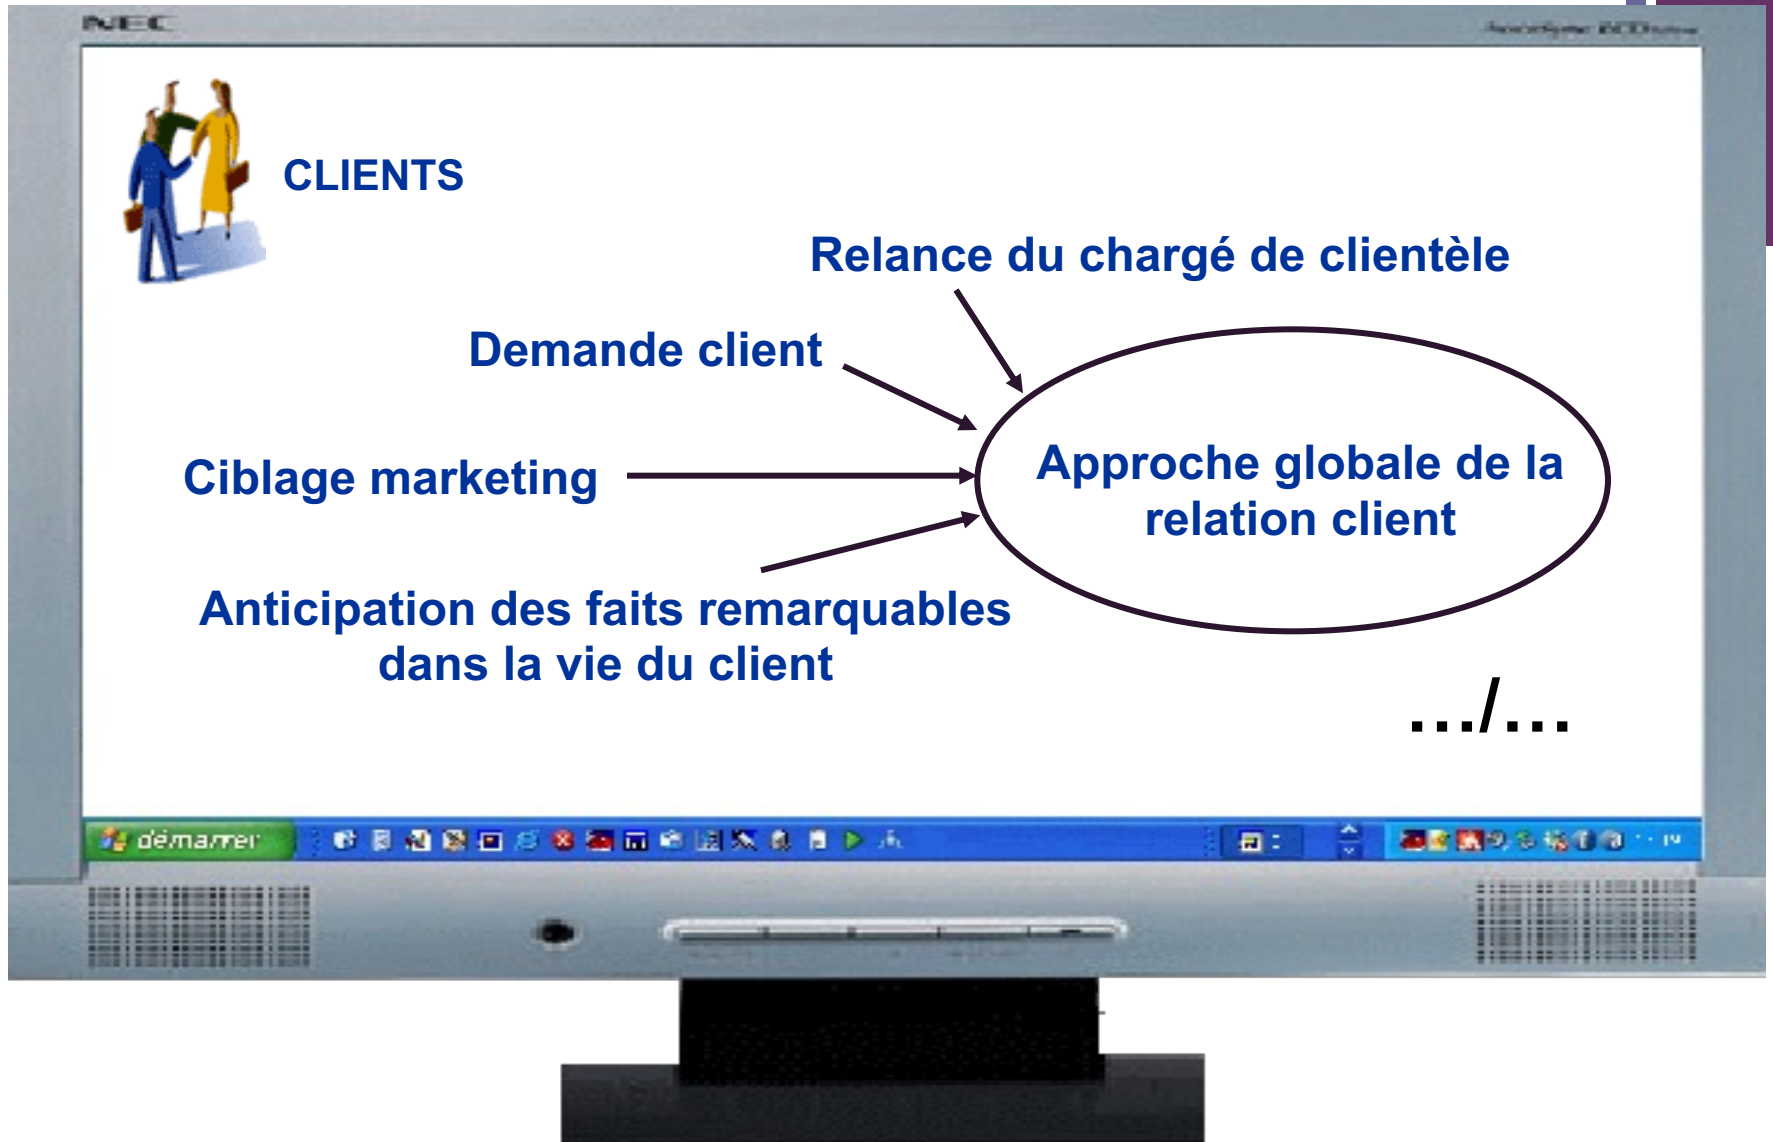 NEC
CLIENTS
Relance du chargé de clientèle
Demande client
Ciblage marketing
Approche globale de la
relation client
Anticipation des faits remarquables
dans la vie du client
.../...
démarrer